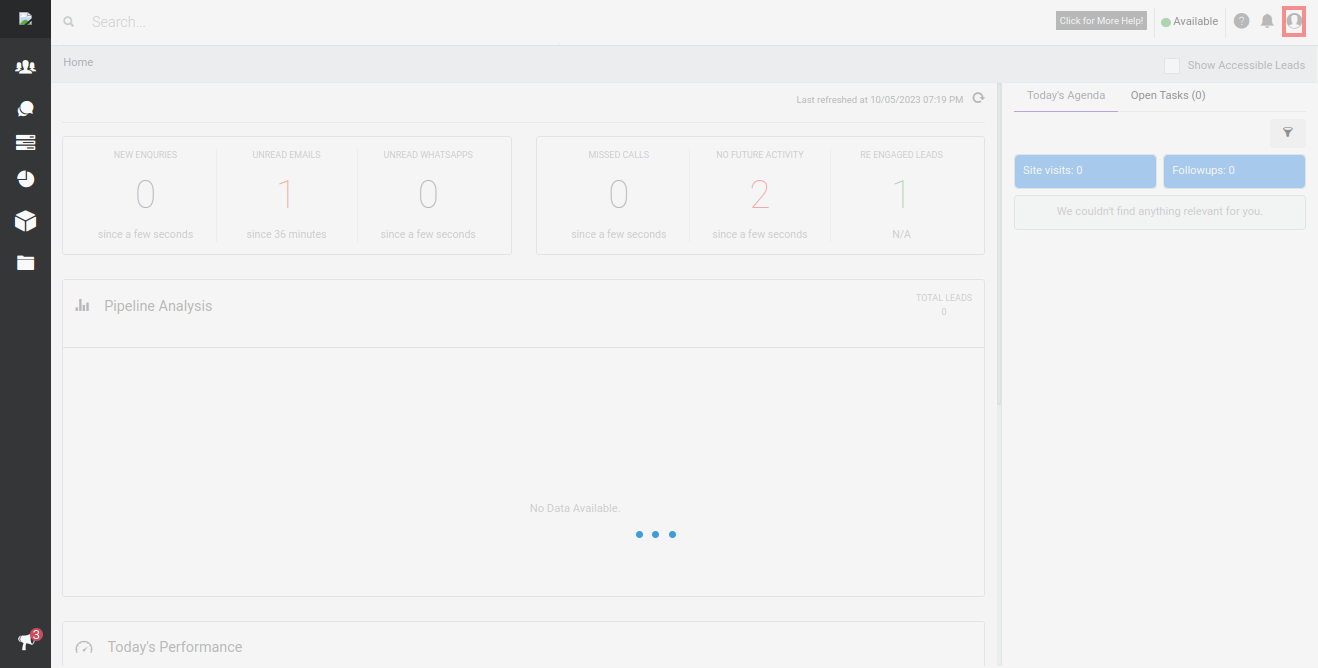 Search...
Click for More Help!
Available
?
Home
Show Accessible Leads
Last refreshed at 10/05/2023 07:19 PM
Today's Agenda
Open Tasks (0)
NEW ENQURIES
UNREAD EMAILS
UNREAD WHATSAPPS
MISSED CALLS
NO FUTURE ACTIVITY
RE ENGAGED LEADS
0
1
0
0
2
1
since a few seconds
since 36 minutes
since a few seconds
since a few seconds
since a few seconds
N/A
Site visits: 0
Followups: 0
We couldn't find anything relevant for you.
Pipeline Analysis
TOTAL LEADS
0
No Data Available.
3
Today's Performance